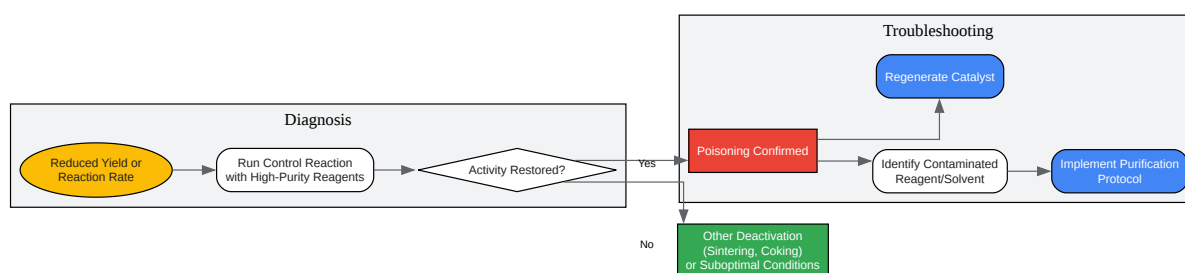 Troubleshooting
Regenerate Catalyst
Diagnosis
Reduced Yield or
Reaction Rate
Run Control Reaction
with High-Purity Reagents
Activity Restored?
Yes
Poisoning Confirmed
Identify Contaminated
Reagent/Solvent
Implement Purification
Protocol
No
Other Deactivation
(Sintering, Coking)
or Suboptimal Conditions